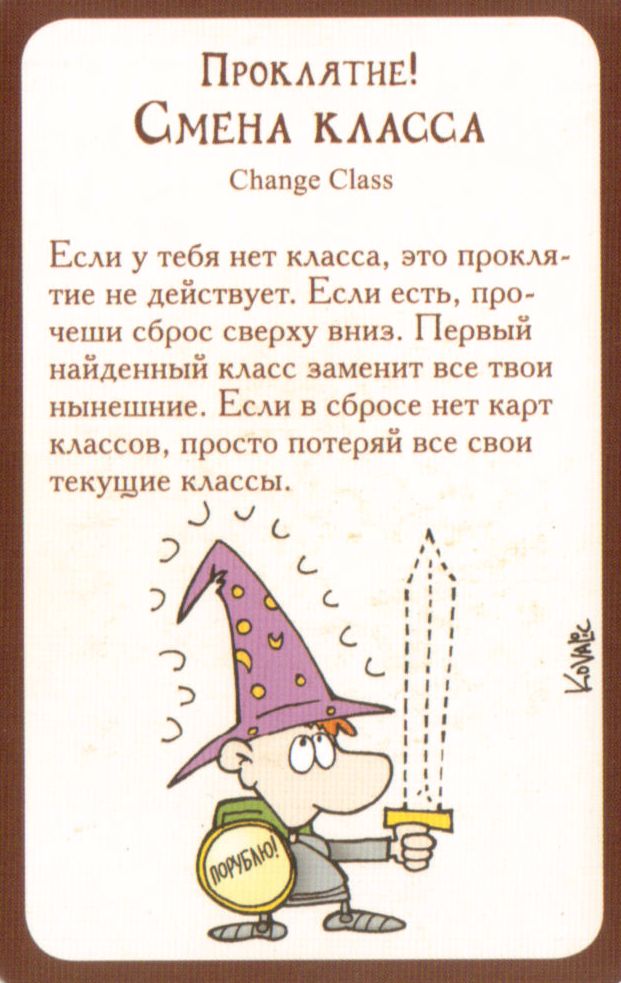 Проклятие!
Смена класса
Change Class
Если у тебя нет класса, это прокля-
тие не действует. Если есть, про-
чеши сброс сверху вниз. Первый
найденный класс заменит все твои
нынешние. Если в сбросе нет карт
классов, просто потеряй все свои
текущие классы.
KOVALIC
ПОРУБЛЮ!